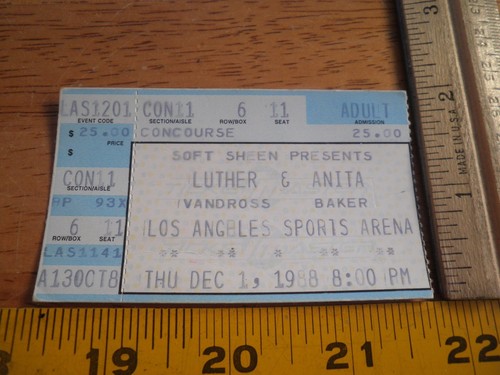 LAS1201 CON11 6 11 ADULT
EVENT CODE SECTION/AISLE ROW/BOX SEAT ADMISSION
$ 25.00 CONCOURSE 25.00
PRICE
$
SOFT SHEEN PRESENTS
CON11 LUTHER & ANITA
SECTION/AISLE
BP 93X VANDROSS BAKER
6 11 LOS ANGELES SPORTS ARENA
ROW/BOX SEAT
LAS1141 * * * * * * *
A13OCT8 THU DEC 1, 1988 8:00 PM
3
2
1
MADE IN U.S.A.
19 20 21 22